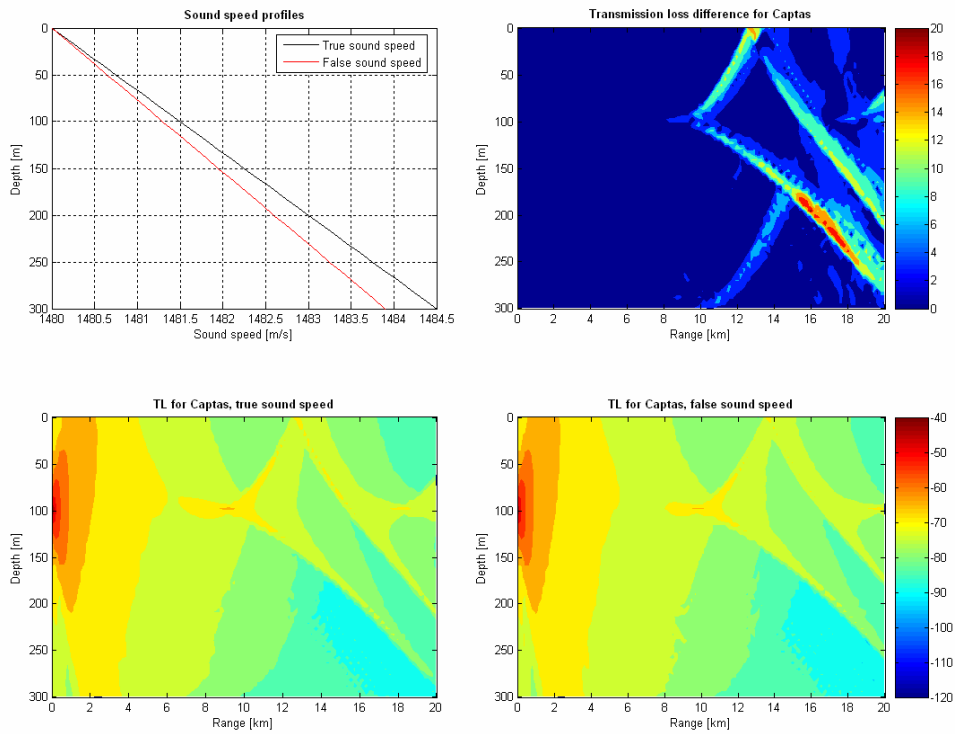 Sound speed profiles
True sound speed
False sound speed
0
50
100
150
200
250
300
Depth [m]
1480 1480.5 1481 1481.5 1482 1482.5 1483 1483.5 1484 1484.5
Sound speed [m/s]
Transmission loss difference for Captas
0
50
100
150
200
250
300
Depth [m]
0 2 4 6 8 10 12 14 16 18 20
Range [km]
20
18
16
14
12
10
8
6
4
2
0
TL for Captas, true sound speed
0
50
100
150
200
250
300
Depth [m]
0 2 4 6 8 10 12 14 16 18 20
Range [km]
TL for Captas, false sound speed
0
50
100
150
200
250
300
Depth [m]
0 2 4 6 8 10 12 14 16 18 20
Range [km]
-40
-50
-60
-70
-80
-90
-100
-110
-120